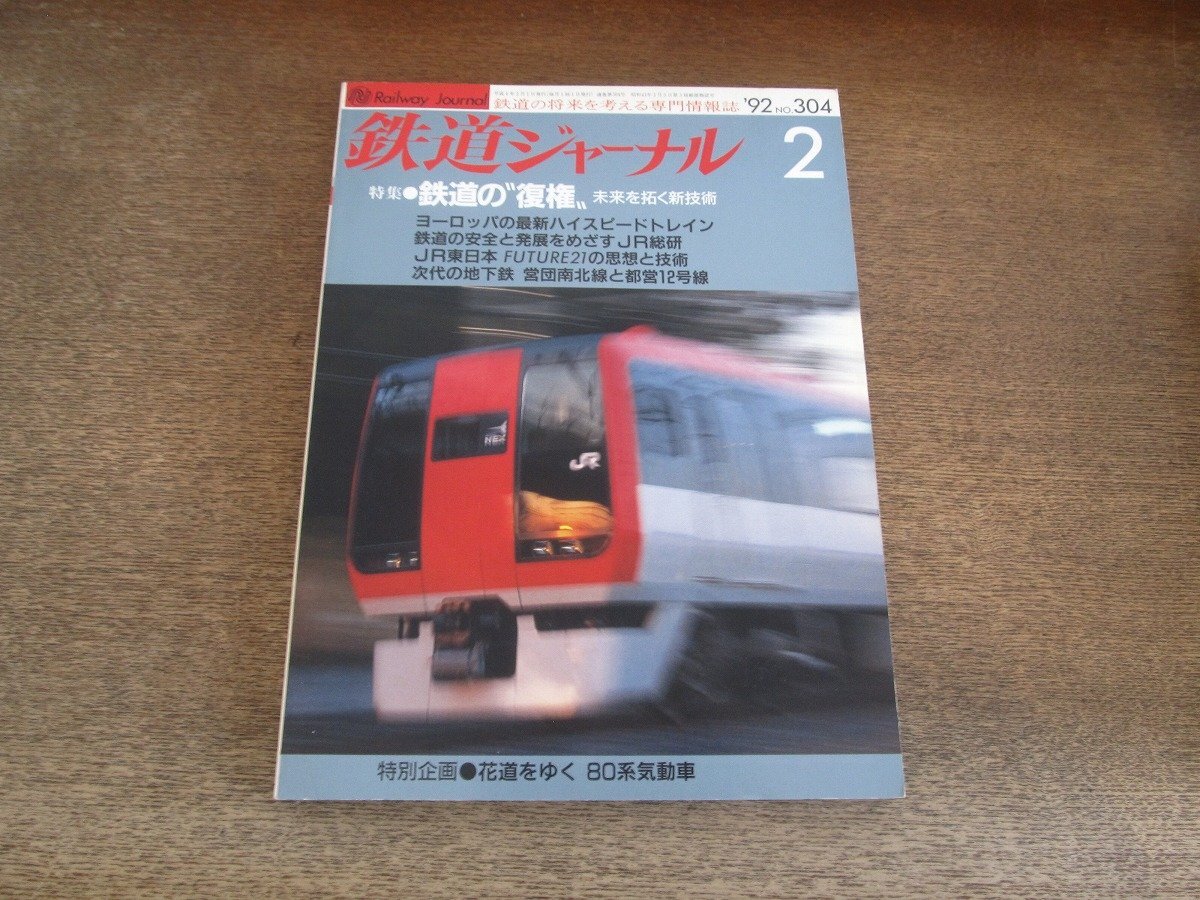 Railway Journal
鉄道の将来を考える専門情報誌 '92 NO.304
鉄道ジャーナル 2
特集●鉄道の〝復権〟 未来を拓く新技術
ヨーロッパの最新ハイスピードトレイン
鉄道の安全と発展をめざすJR総研
JR東日本 FUTURE21の思想と技術
次代の地下鉄 営団南北線と都営12号線
NEX
JR
特別企画●花道をゆく 80系気動車